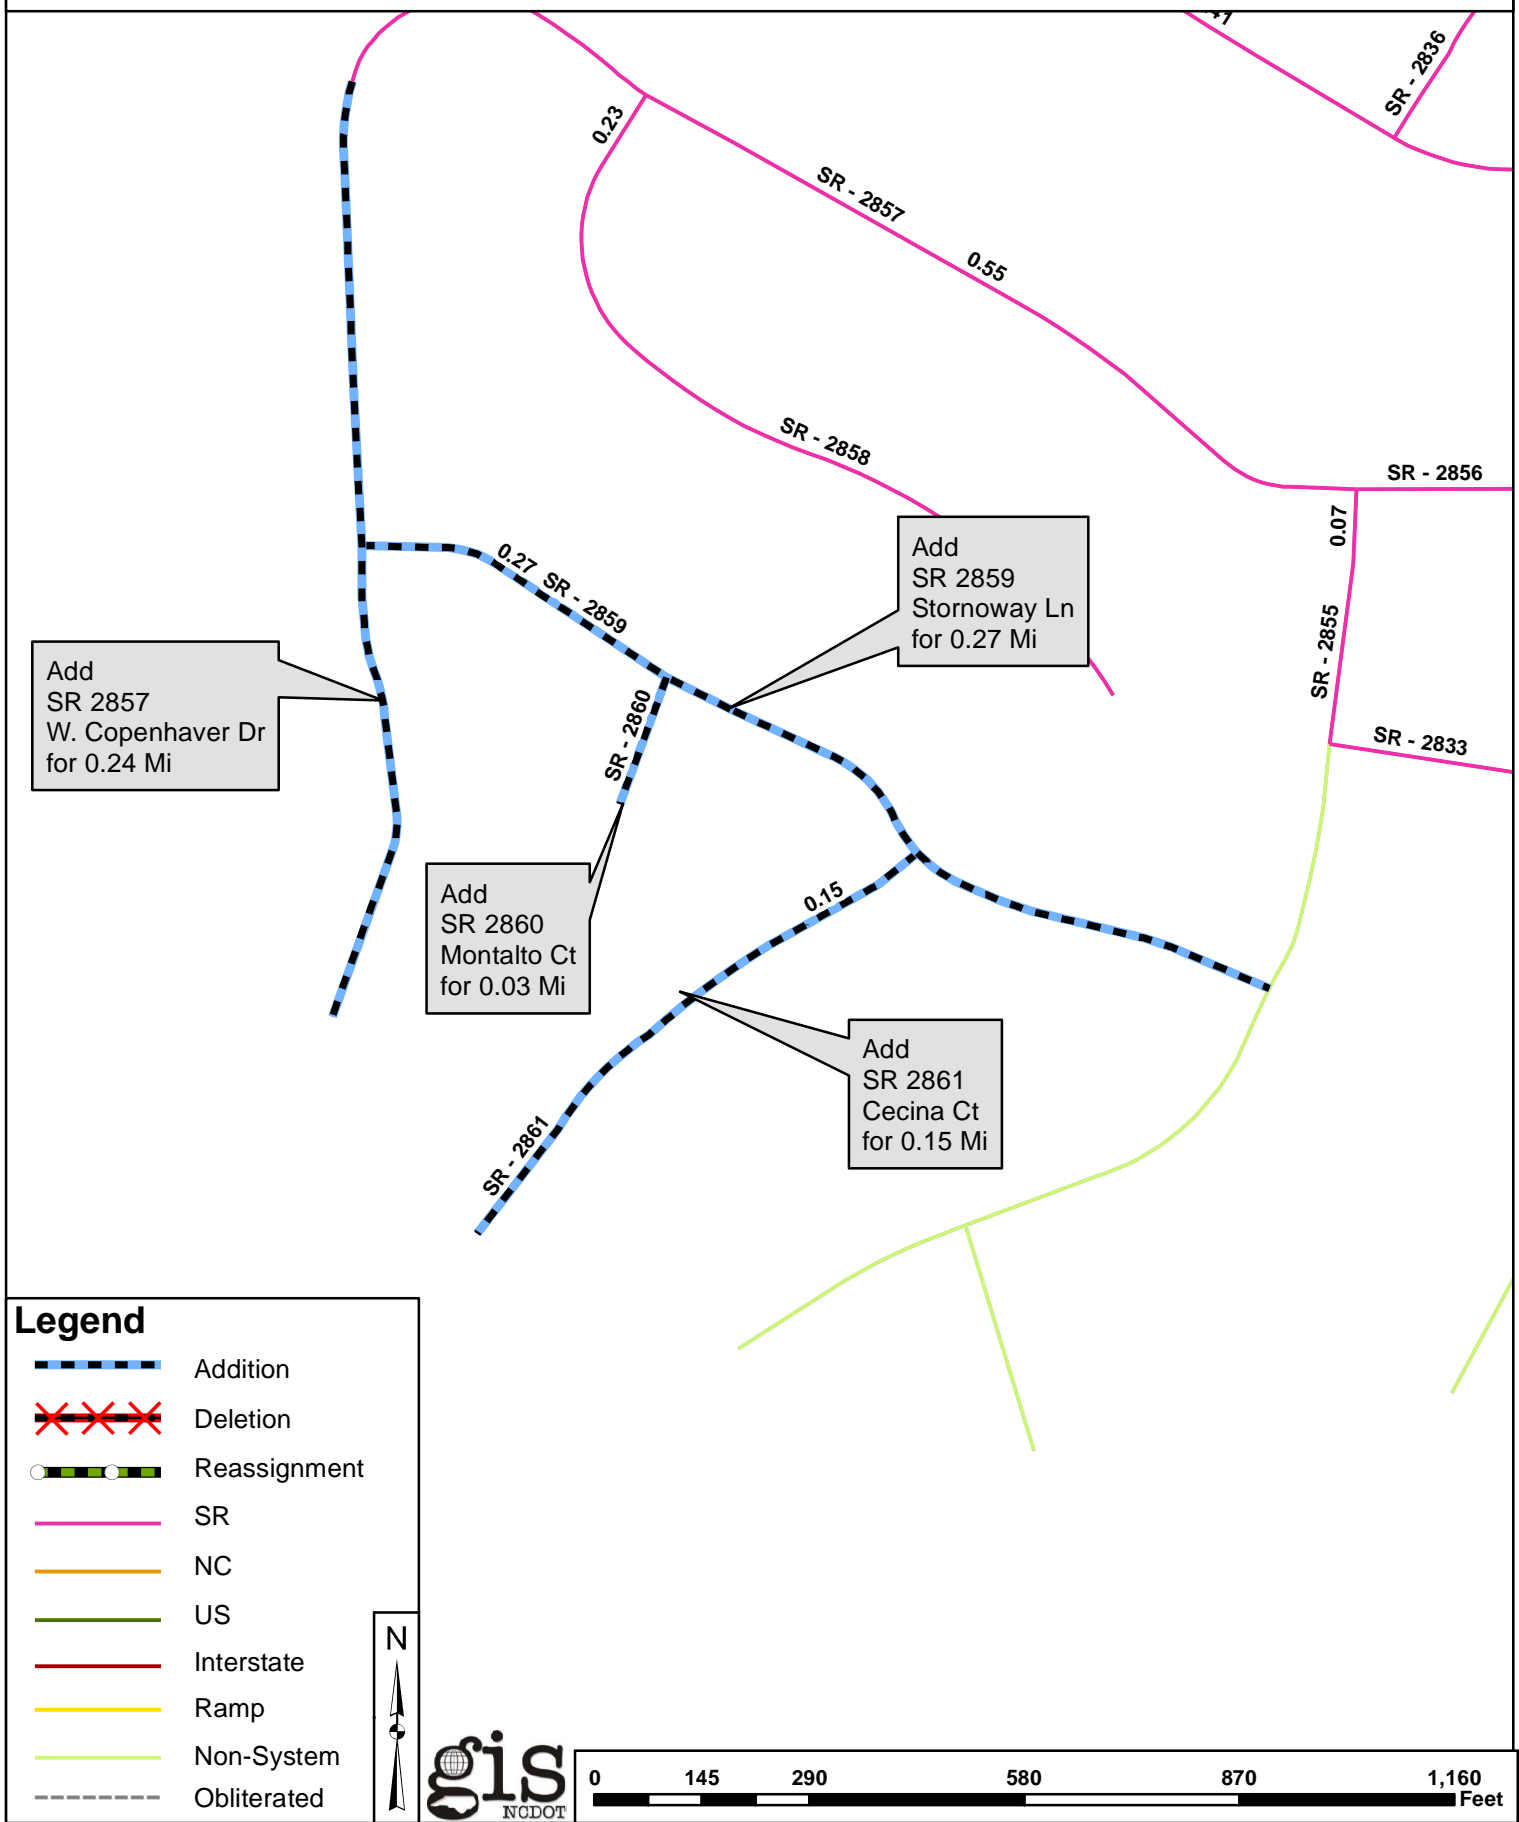 41
SR - 2836
0.23
SR - 2857
0.55
SR - 2858
SR - 2856
0.07
SR - 2855
SR - 2833
0.27 SR - 2859
Add
SR 2859
Stornoway Ln
for 0.27 Mi
Add
SR 2857
W. Copenhaver Dr
for 0.24 Mi
SR - 2860
Add
SR 2860
Montalto Ct
for 0.03 Mi
0.15
Add
SR 2861
Cecina Ct
for 0.15 Mi
SR - 2861
Legend
Addition
Deletion
Reassignment
SR
NC
US
Interstate
Ramp
Non-System
Obliterated
N
gis
NCDOT
0 145 290 580 870 1,160
Feet